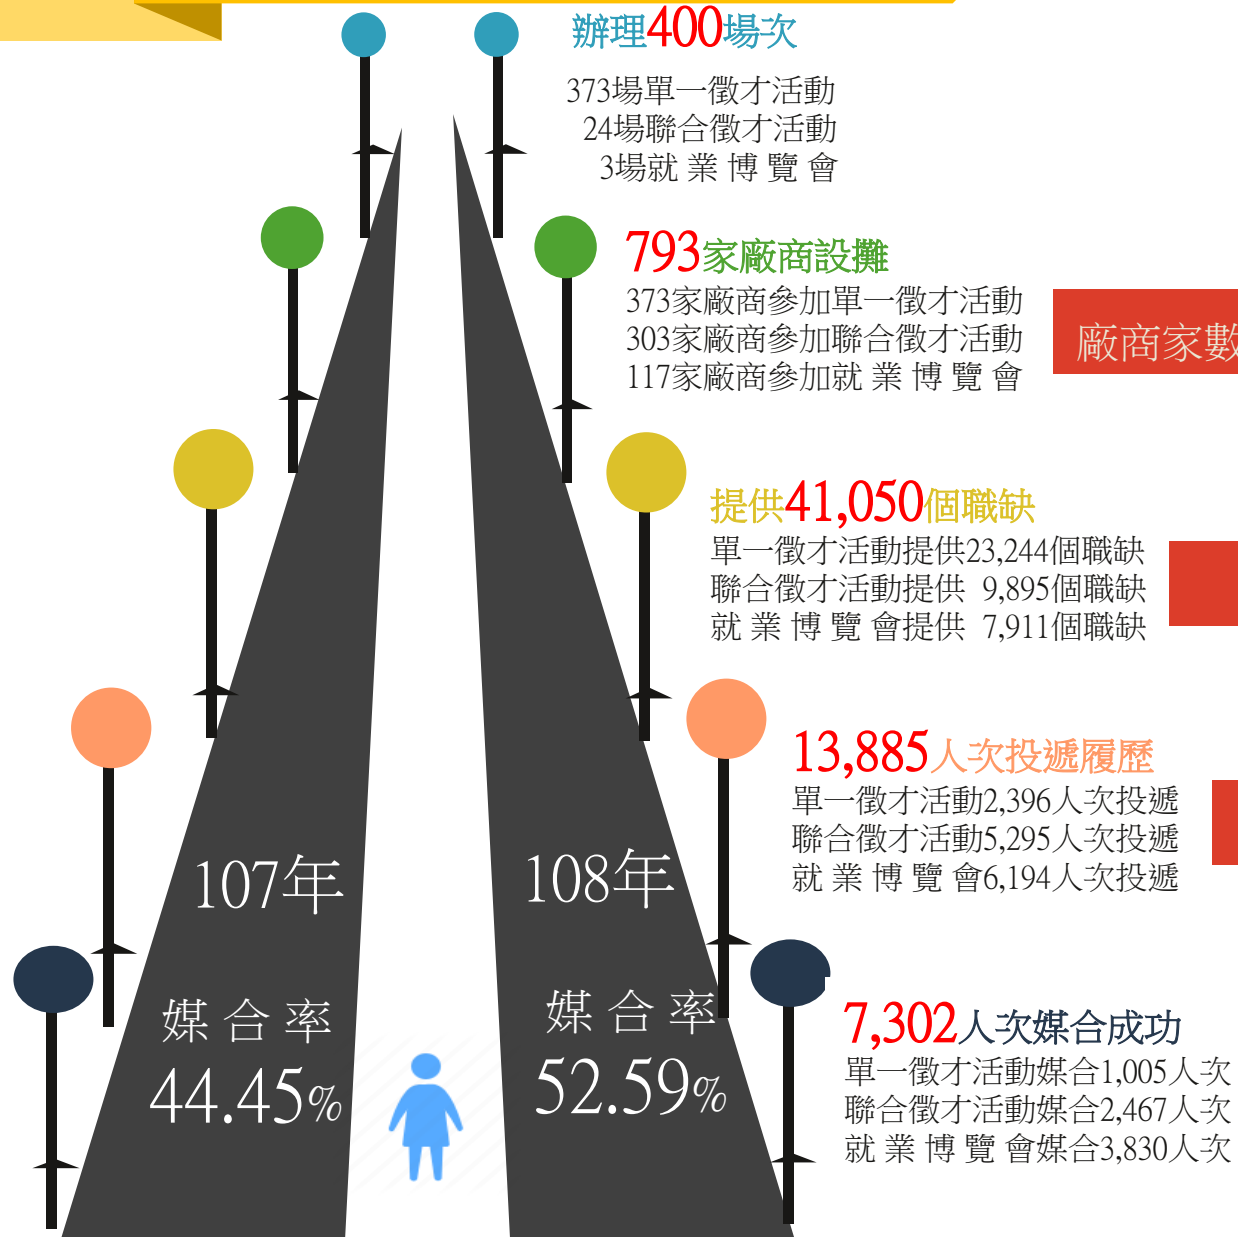 辦理400場次
373場單一徵才活動
24場聯合徵才活動
3場就業博覽會
793家廠商設攤
373家廠商參加單一徵才活動
303家廠商參加聯合徵才活動
117家廠商參加就業博覽會
廠商家數
提供41,050個職缺
單一徵才活動提供23,244個職缺
聯合徵才活動提供 9,895個職缺
就業博覽會提供 7,911個職缺
13,885人次投遞履歷
單一徵才活動2,396人次投遞
聯合徵才活動5,295人次投遞
就業博覽會6,194人次投遞
107年
媒合率
44.45%
108年
媒合率
52.59%
7,302人次媒合成功
單一徵才活動媒合1,005人次
聯合徵才活動媒合2,467人次
就業博覽會媒合3,830人次